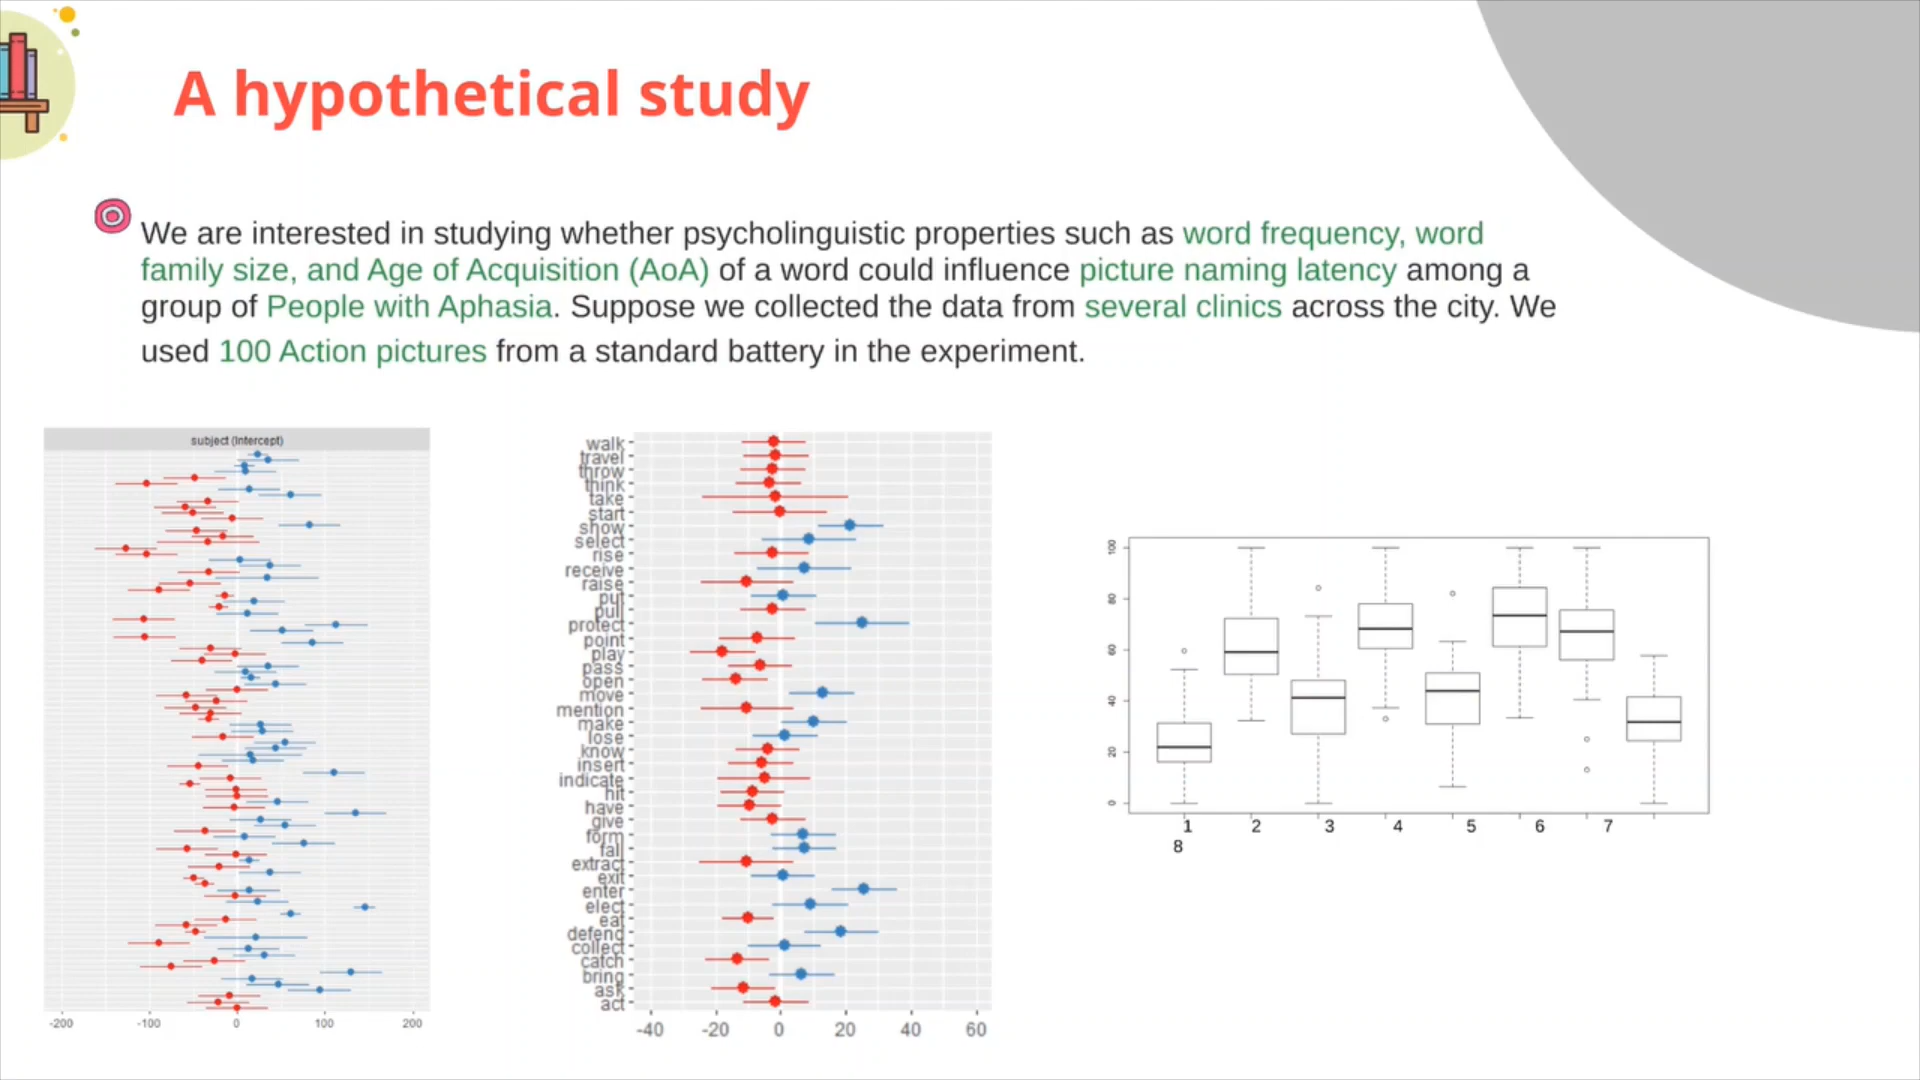 A hypothetical study
We are interested in studying whether psycholinguistic properties such as word frequency, word
family size, and Age of Acquisition (AoA) of a word could influence picture naming latency among a
group of People with Aphasia. Suppose we collected the data from several clinics across the city. We
used 100 Action pictures from a standard battery in the experiment.
subject (Intercept)
-200 -100 0 100 200
walk
travel
throw
think
take
start
show
select
rise
receive
raise
put
pull
protect
point
play
pass
open
move
mention
make
lose
know
insert
indicate
hit
have
give
form
fall
extract
exit
enter
elect
eat
defend
collect
catch
bring
ask
act
-40 -20 0 20 40 60
100
80
60
40
20
0
1 2 3 4 5 6 7
8